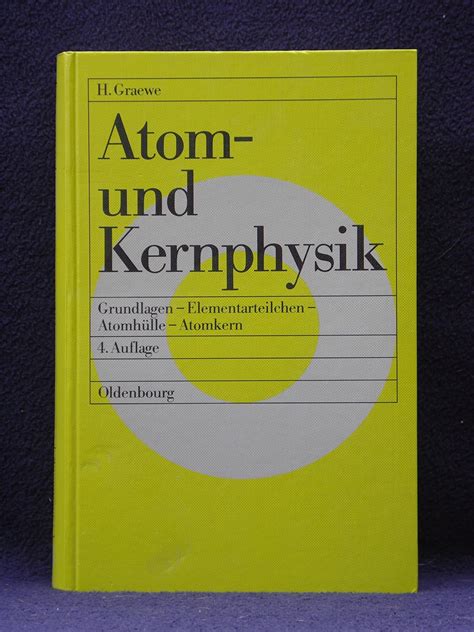 H. Graewe
Atom-
und
Kernphysik
Grundlagen – Elementarteilchen –
Atomhülle – Atomkern
4. Auflage
Oldenbourg